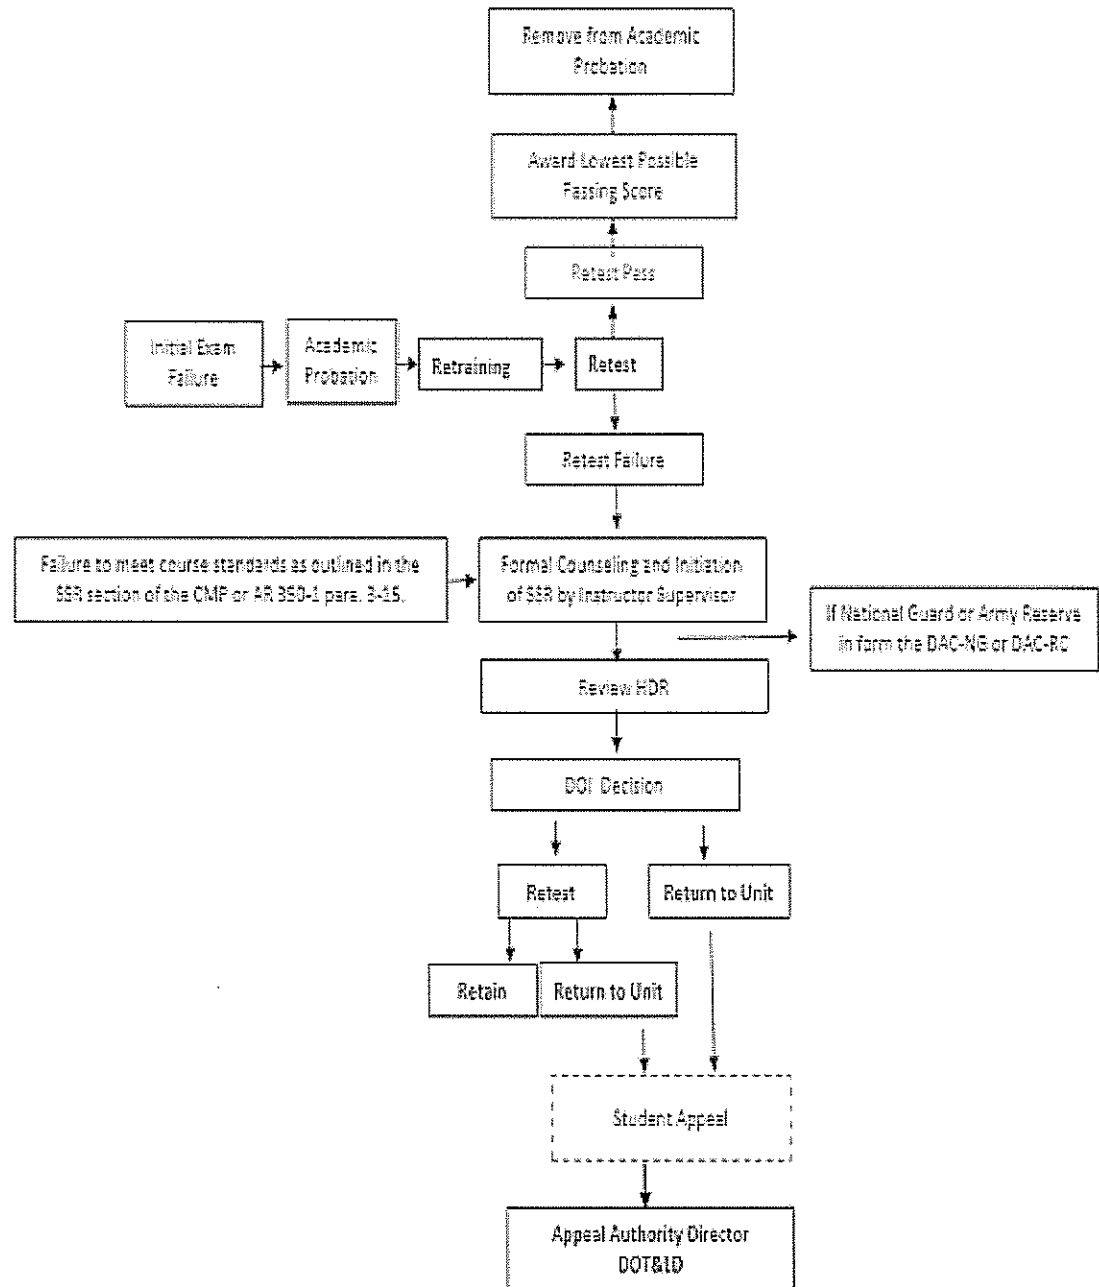 Remove from Academic
Probation
Award Lowest Possible
Passing Score
Retest Pass
Initial Exam
Failure
Academic
Probation
Retraining
Retest
Retest Failure
Failure to meet course standards as outlined in the
SSR section of the CMP or AR 350-1 para. 3-15.
Formal Counseling and Initiation
of SSR by Instructor Supervisor
If National Guard or Army Reserve
in form the DAC-NG or DAC-RC
Review HDR
Decision
Retest
Return to Unit
Retain
Return to Unit
Student Appeal
Appeal Authority Director
DOT&LD